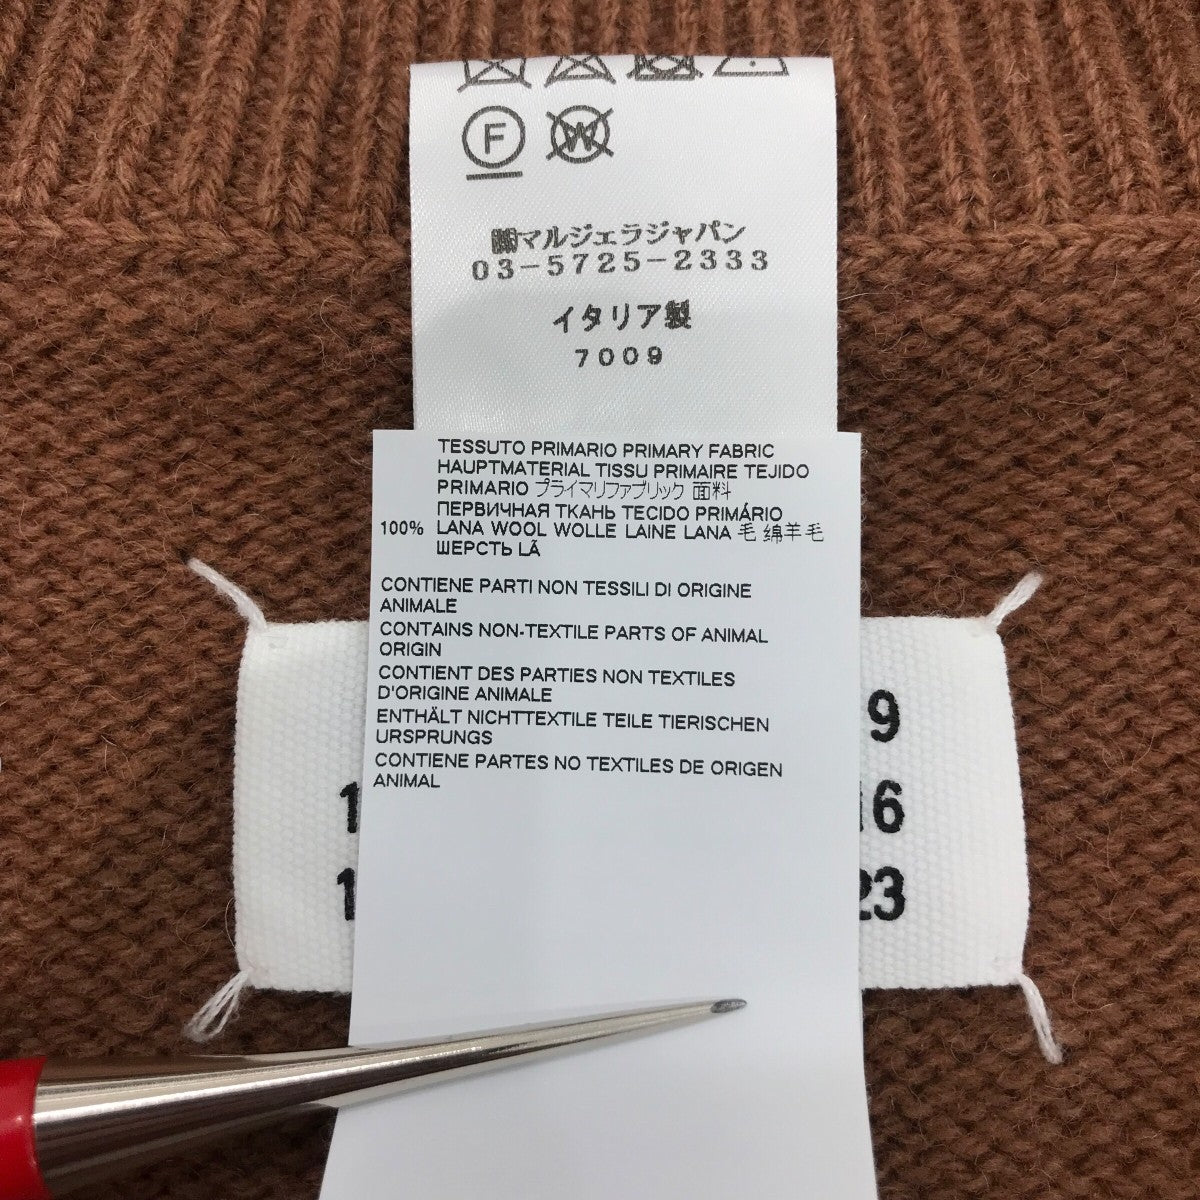 F W
㈱マルジェラジャパン
03-5725-2333
イタリア製
7009
TESSUTO PRIMARIO PRIMARY FABRIC
HAUPTMATERIAL TISSU PRIMAIRE TEJIDO
PRIMARIO プライマリファブリック 面料
ПЕРВИЧНАЯ ТКАНЬ TECIDO PRIMÁRIO
100% LANA WOOL WOLLE LAINE LANA 毛 绵羊毛
ШЕРСТЬ LÃ
CONTIENE PARTI NON TESSILI DI ORIGINE
ANIMALE
CONTAINS NON-TEXTILE PARTS OF ANIMAL
ORIGIN
CONTIENT DES PARTIES NON TEXTILES
D'ORIGINE ANIMALE
ENTHÄLT NICHTTEXTILE TEILE TIERISCHEN
URSPRUNGS
CONTIENE PARTES NO TEXTILES DE ORIGEN
ANIMAL
9
1 16
1 23